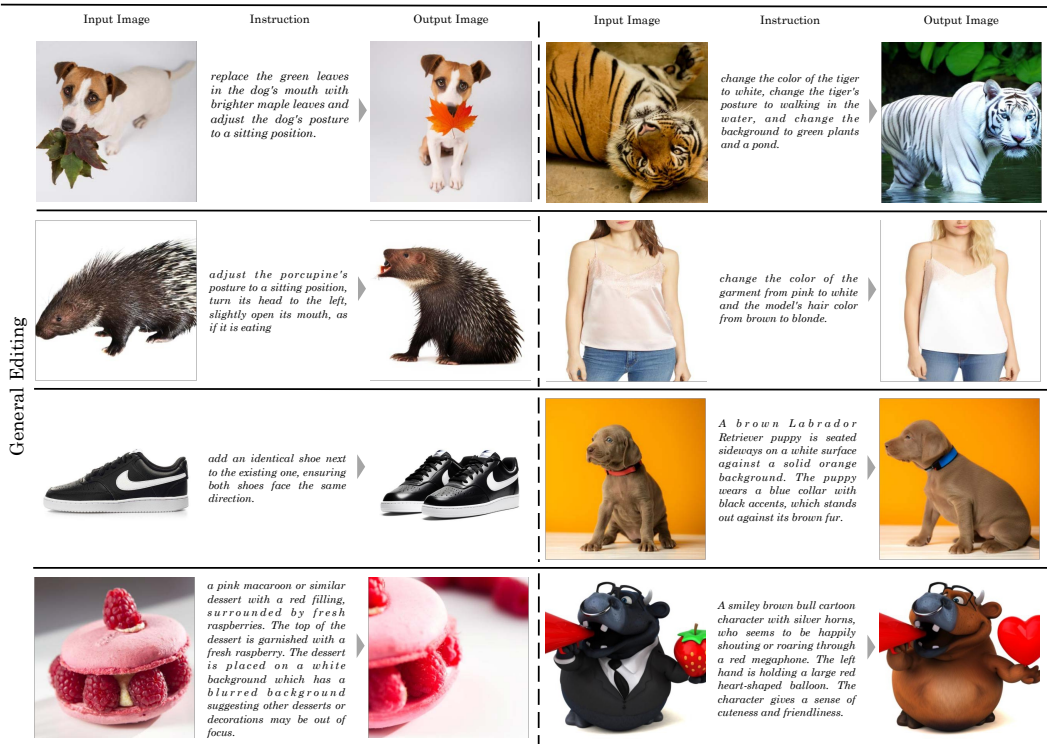 Input Image
Instruction
Output Image
Input Image
Instruction
Output Image
General Editing
replace the green leaves
in the dog's mouth with
brighter maple leaves and
adjust the dog's posture
to a sitting position.
change the color of the tiger
to white, change the tiger's
posture to walking in the
water, and change the
background to green plants
and a pond.
adjust the porcupine's
posture to a sitting position,
turn its head to the left,
slightly open its mouth, as
if it is eating
change the color of the
garment from pink to white
and the model's hair color
from brown to blonde.
add an identical shoe next
to the existing one, ensuring
both shoes face the same
direction.
A brown Labrador
Retriever puppy is seated
sideways on a white surface
against a solid orange
background. The puppy
wears a blue collar with
black accents, which stands
out against its brown fur.
a pink macaroon or similar
dessert with a red filling,
surrounded by fresh
raspberries. The top of the
dessert is garnished with a
fresh raspberry. The dessert
is placed on a white
background which has a
blurred background
suggesting other desserts or
decorations may be out of
focus.
A smiley brown bull cartoon
character with silver horns,
who seems to be happily
shouting or roaring through
a red megaphone. The left
hand is holding a large red
heart-shaped balloon. The
character gives a sense of
cuteness and friendliness.